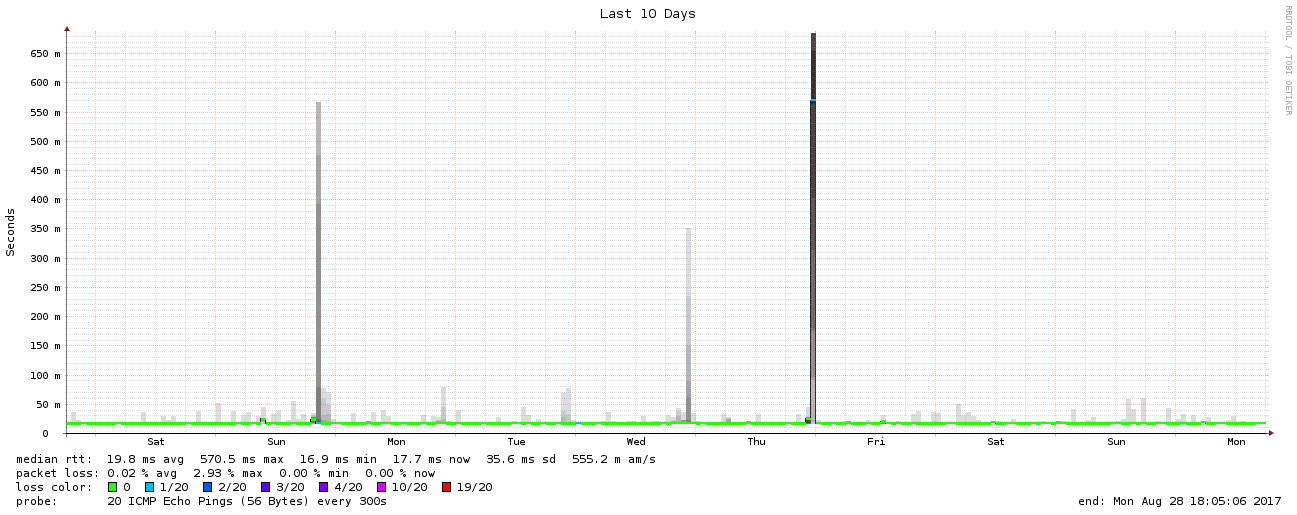 Last 10 Days
RRDTOOL / TOBI OETIKER
Seconds
650 m
600 m
550 m
500 m
450 m
400 m
350 m
300 m
250 m
200 m
150 m
100 m
50 m
0
Sat Sun Mon Tue Wed Thu Fri Sat Sun Mon
median rtt: 19.8 ms avg 570.5 ms max 16.9 ms min 17.7 ms now 35.6 ms sd 555.2 m am/s
packet loss: 0.02 % avg 2.93 % max 0.00 % min 0.00 % now
loss color: 0 1/20 2/20 3/20 4/20 10/20 19/20
probe: 20 ICMP Echo Pings (56 Bytes) every 300s end: Mon Aug 28 18:05:06 2017